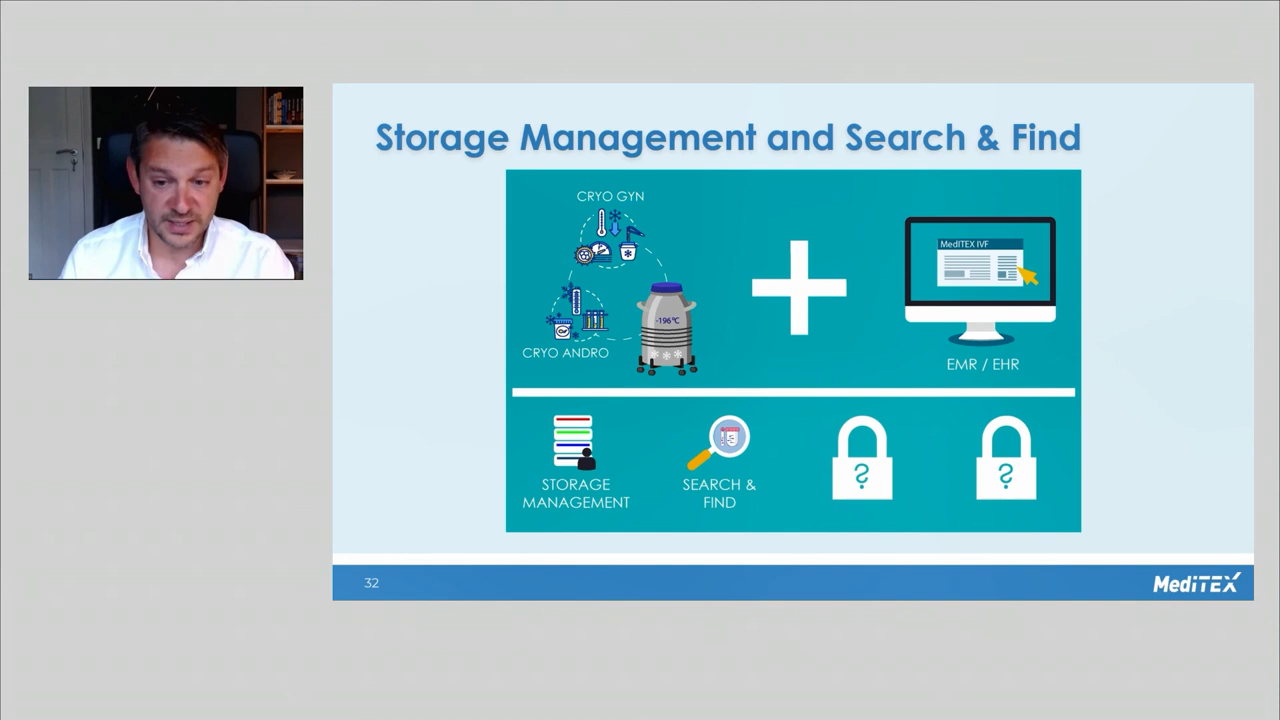 Storage Management and Search & Find
CRYO GYN
-196°C
CRYO ANDRO
MedITEX IVF
EMR / EHR
STORAGE
MANAGEMENT
SEARCH &
FIND
?
?
32
MedITEX